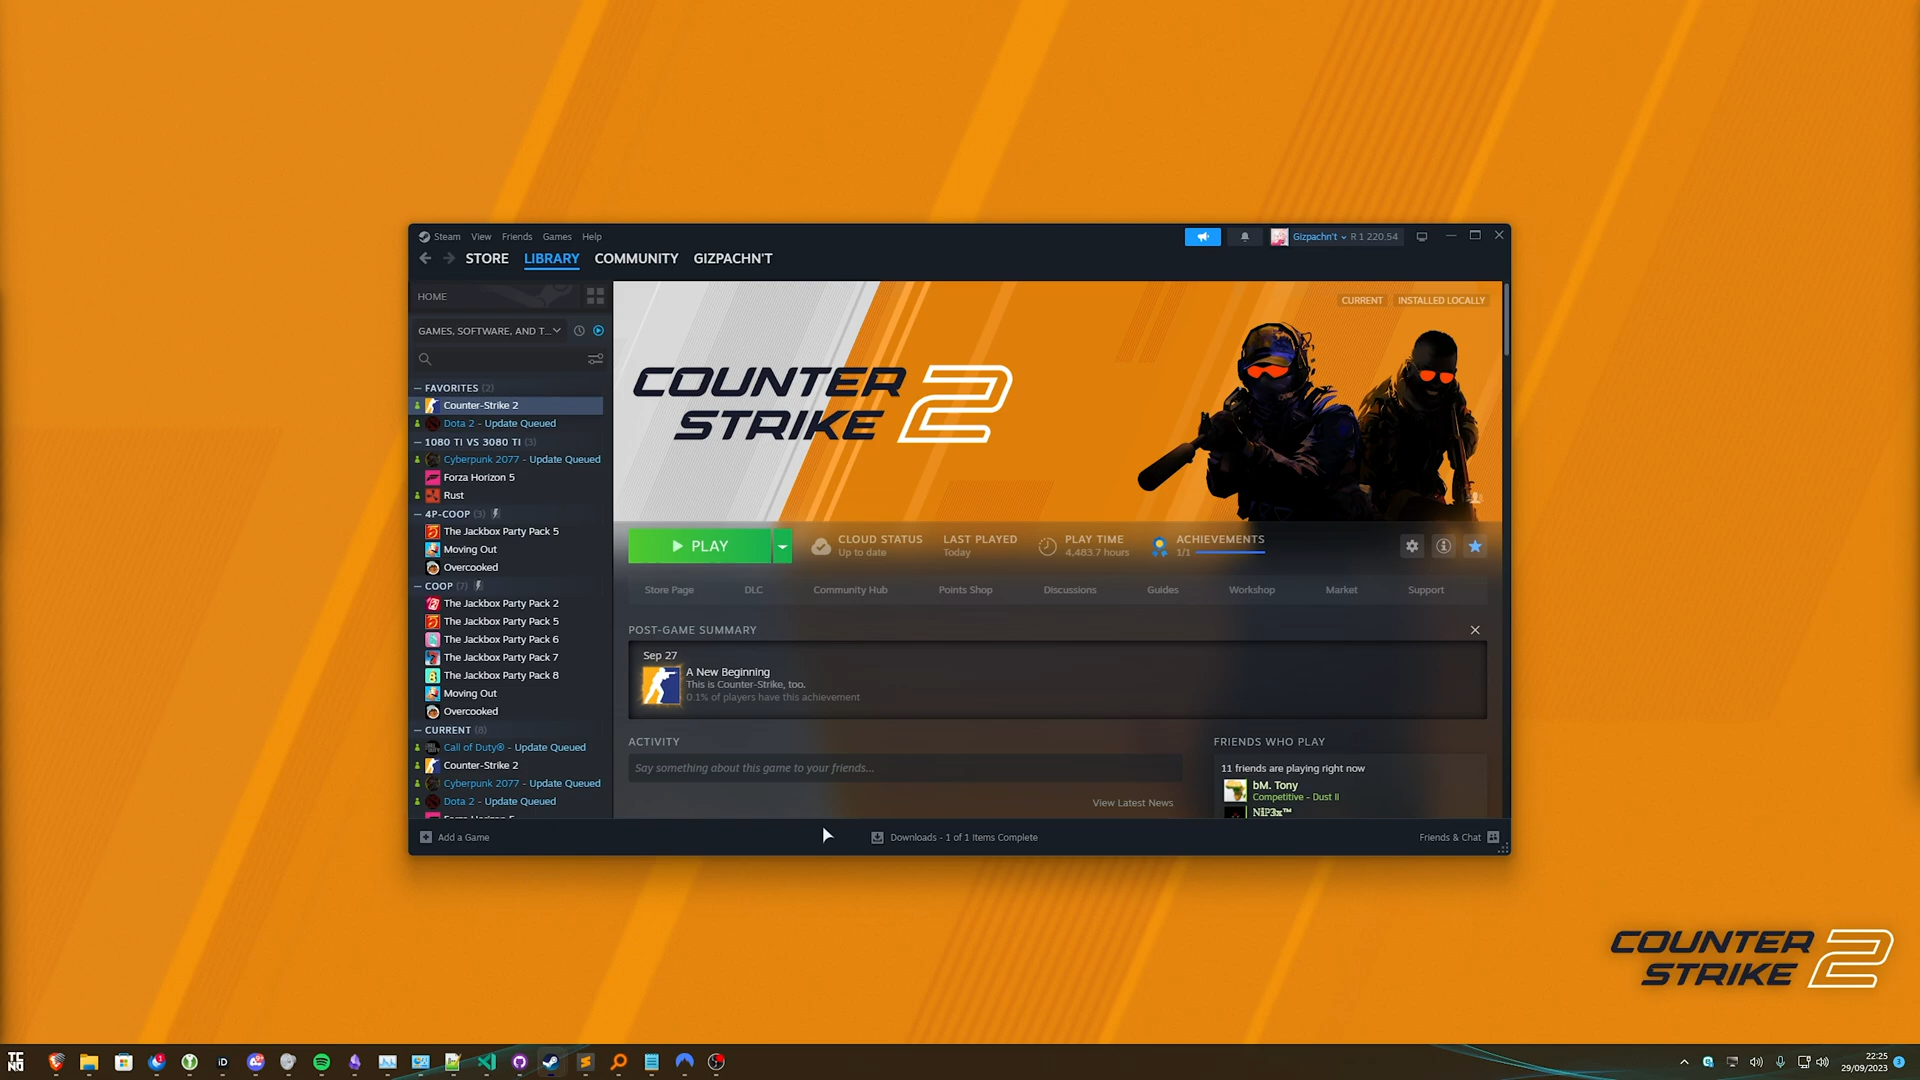 Steam View Friends Games Help
Gizpachn't R 1 220.54
STORE LIBRARY COMMUNITY GIZPACHN'T
HOME
GAMES, SOFTWARE, AND T...
FAVORITES (2)
Counter-Strike 2
Dota 2 - Update Queued
1080 TI VS 3080 TI (3)
Cyberpunk 2077 - Update Queued
Forza Horizon 5
Rust
4P-COOP (3)
The Jackbox Party Pack 5
Moving Out
Overcooked
COOP (7)
The Jackbox Party Pack 2
The Jackbox Party Pack 5
The Jackbox Party Pack 6
The Jackbox Party Pack 7
The Jackbox Party Pack 8
Moving Out
Overcooked
CURRENT (8)
Call of Duty® - Update Queued
Counter-Strike 2
Cyberpunk 2077 - Update Queued
Dota 2 - Update Queued
CURRENT INSTALLED LOCALLY
COUNTER
STRIKE 2
PLAY
CLOUD STATUS
Up to date
LAST PLAYED
Today
PLAY TIME
4,483.7 hours
ACHIEVEMENTS
1/1
Store Page DLC Community Hub Points Shop Discussions Guides Workshop Market Support
POST-GAME SUMMARY
Sep 27
A New Beginning
This is Counter-Strike, too.
0.1% of players have this achievement
ACTIVITY
Say something about this game to your friends...
View Latest News
FRIENDS WHO PLAY
11 friends are playing right now
bM. Tony
Competitive - Dust II
NiP3x™
Add a Game
Downloads - 1 of 1 Items Complete
Friends & Chat
COUNTER
STRIKE 2
TC
NO
iD
22:25
29/09/2023
3